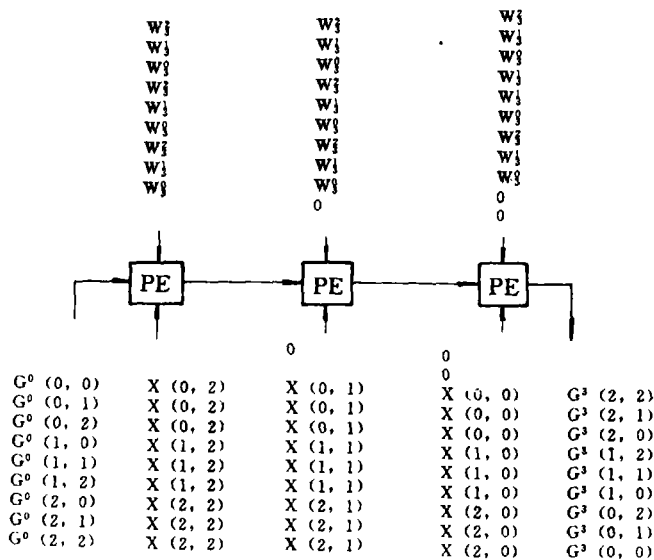 W₃²
W₃¹
W₃⁰
W₃²
W₃¹
W₃⁰
W₃²
W₃¹
W₃⁰
W₃²
W₃¹
W₃⁰
W₃²
W₃¹
W₃⁰
W₃²
W₃¹
W₃⁰
0
W₃²
W₃¹
W₃⁰
W₃¹
W₃¹
W₃⁰
W₃²
W₃¹
W₃⁰
0
0
PE
PE
PE
G⁰ (0, 0)
G⁰ (0, 1)
G⁰ (0, 2)
G⁰ (1, 0)
G⁰ (1, 1)
G⁰ (1, 2)
G⁰ (2, 0)
G⁰ (2, 1)
G⁰ (2, 2)
X (0, 2)
X (0, 2)
X (0, 2)
X (1, 2)
X (1, 2)
X (1, 2)
X (2, 2)
X (2, 2)
X (2, 2)
0
X (0, 1)
X (0, 1)
X (0, 1)
X (1, 1)
X (1, 1)
X (1, 1)
X (2, 1)
X (2, 1)
X (2, 1)
0
0
X (0, 0)
X (0, 0)
X (0, 0)
X (1, 0)
X (1, 0)
X (1, 0)
X (2, 0)
X (2, 0)
X (2, 0)
G³ (2, 2)
G³ (2, 1)
G³ (2, 0)
G³ (1, 2)
G³ (1, 1)
G³ (1, 0)
G³ (0, 2)
G³ (0, 1)
G³ (0, 0)